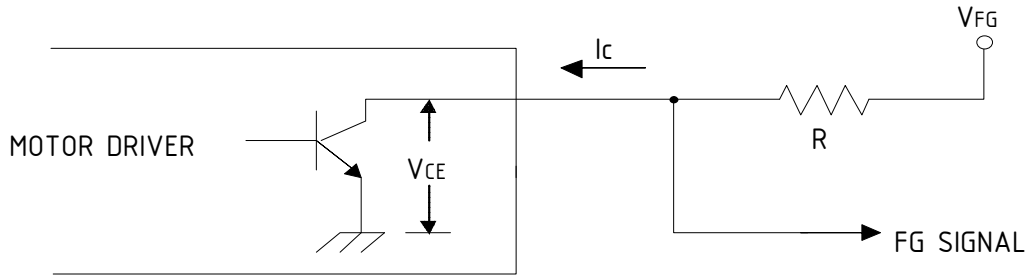 VFG
Ic
R
MOTOR DRIVER
VCE
FG SIGNAL